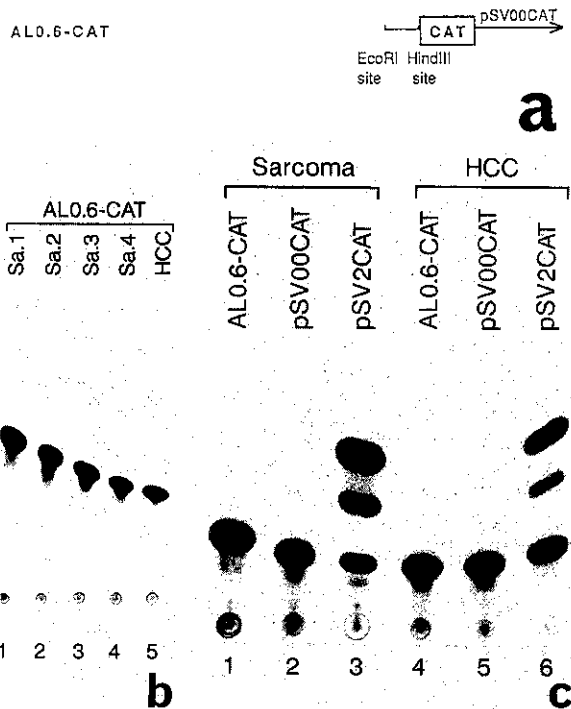 AL0.6-CAT
pSV00CAT
CAT
EcoRI HindIII
site site
a
Sarcoma HCC
AL0.6-CAT
Sa.1 Sa.2 Sa.3 Sa.4 HCC
AL0.6-CAT pSV00CAT pSV2CAT AL0.6-CAT pSV00CAT pSV2CAT
1 2 3 4 5
1 2 3 4 5 6
b
c